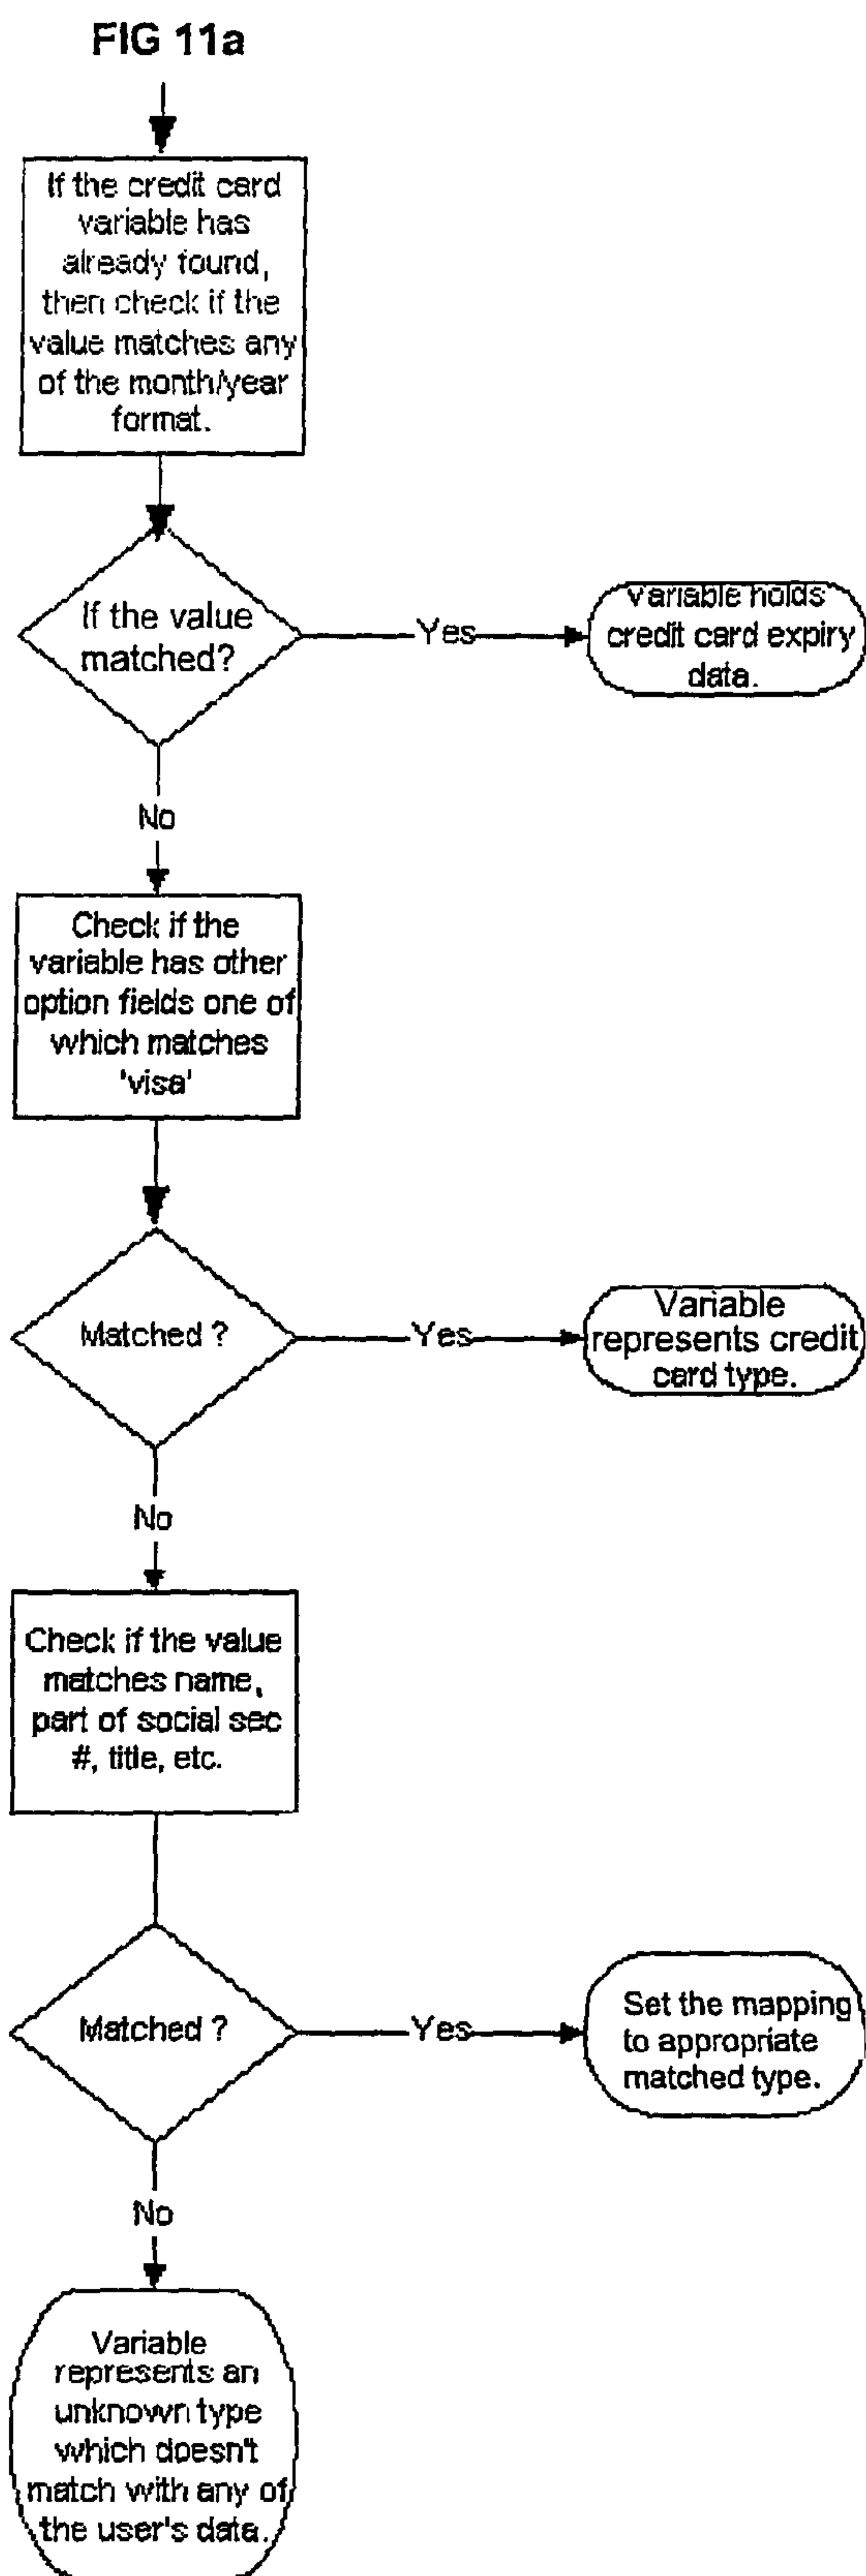 FIG 11a
If the credit card
variable has
already found,
then check if the
value matches any
of the month/year
format.
If the value
matched?
Yes
Variable holds
credit card expiry
data.
No
Check if the
variable has other
option fields one of
which matches
'visa'
Matched ?
Yes
Variable
represents credit
card type.
No
Check if the value
matches name,
part of social sec
#, title, etc.
Matched ?
Yes
Set the mapping
to appropriate
matched type.
No
Variable
represents an
unknown type
which doesn't
match with any of
the user's data.